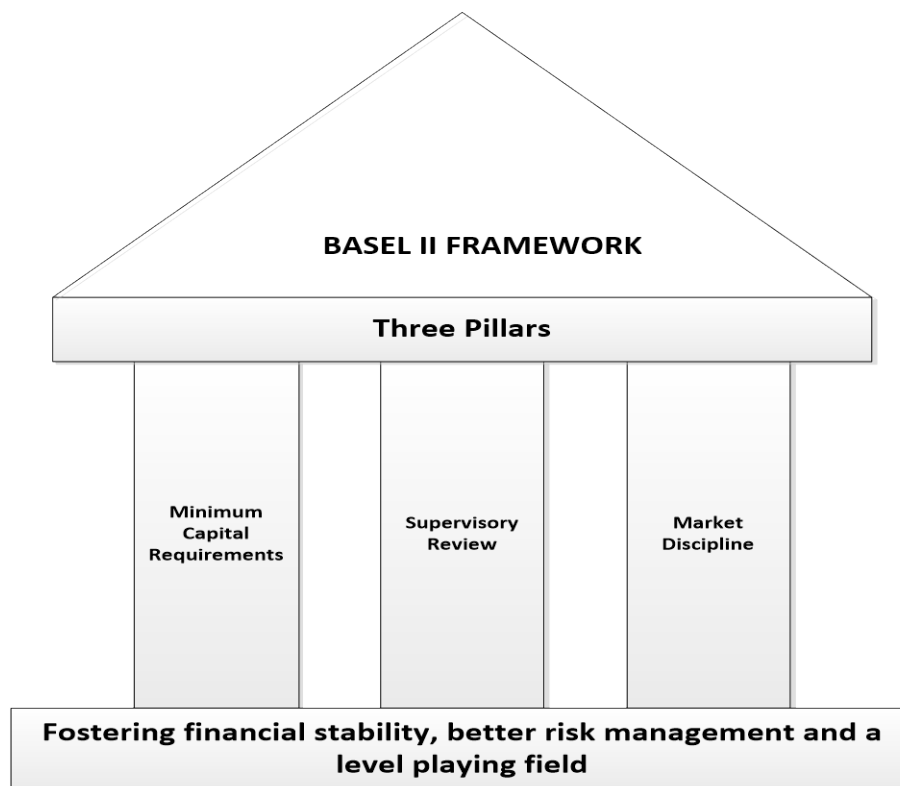 BASEL II FRAMEWORK
Three Pillars
Minimum
Capital
Requirements
Supervisory
Review
Market
Discipline
Fostering financial stability, better risk management and a
level playing field